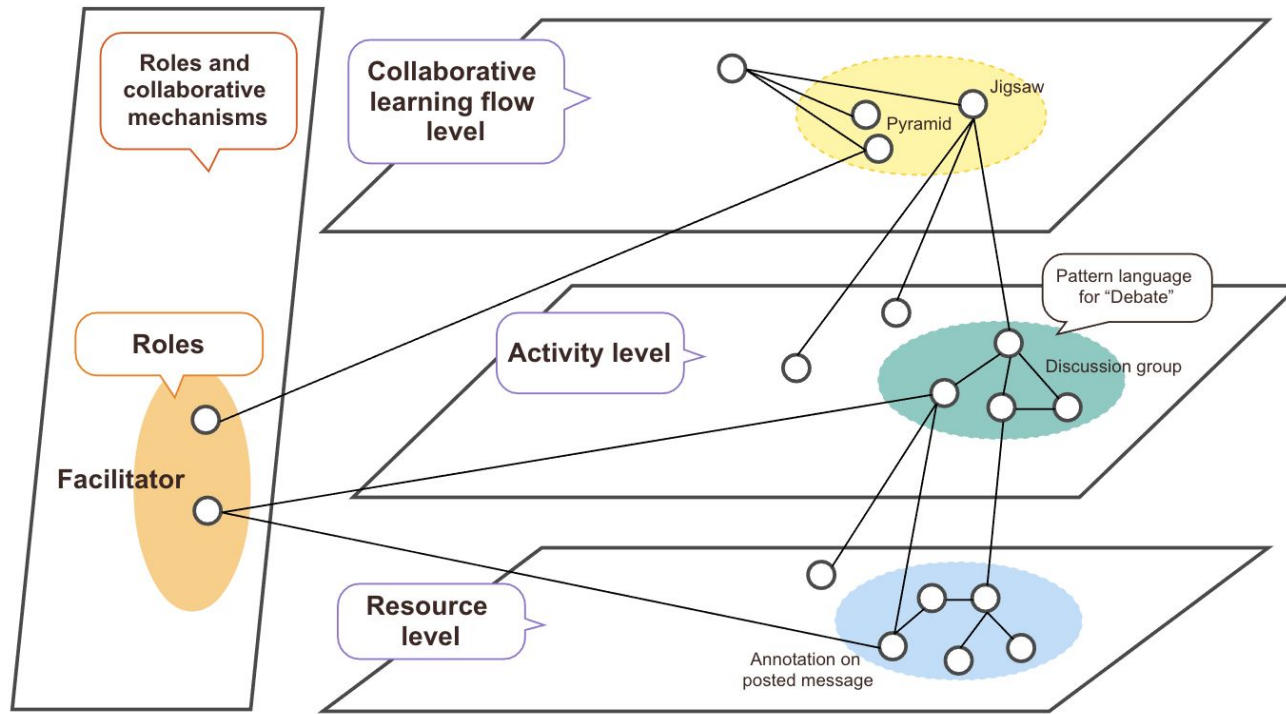 Roles and
collaborative
mechanisms
Collaborative
learning flow
level
Jigsaw
Pyramid
Pattern language
for “Debate”
Roles
Activity level
Discussion group
Facilitator
Resource
level
Annotation on
posted message